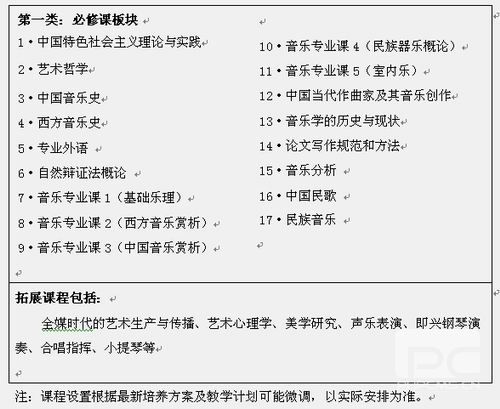 第一类：必修课板块
1·中国特色社会主义理论与实践
2·艺术哲学
3·中国音乐史
4·西方音乐史
5·专业外语
6·自然辩证法概论
7·音乐专业课1（基础乐理）
8·音乐专业课2（西方音乐赏析）
9·音乐专业课3（中国音乐赏析）
10·音乐专业课4（民族器乐概论）
11·音乐专业课5（室内乐）
12·中国当代作曲家及其音乐创作
13·音乐学的历史与现状
14·论文写作规范和方法
15·音乐分析
16·中国民歌
17·民族音乐
拓展课程包括：
全媒时代的艺术生产与传播、艺术心理学、美学研究、声乐表演、即兴钢琴演
奏、合唱指挥、小提琴等
注：课程设置根据最新培养方案及教学计划可能微调，以实际安排为准。